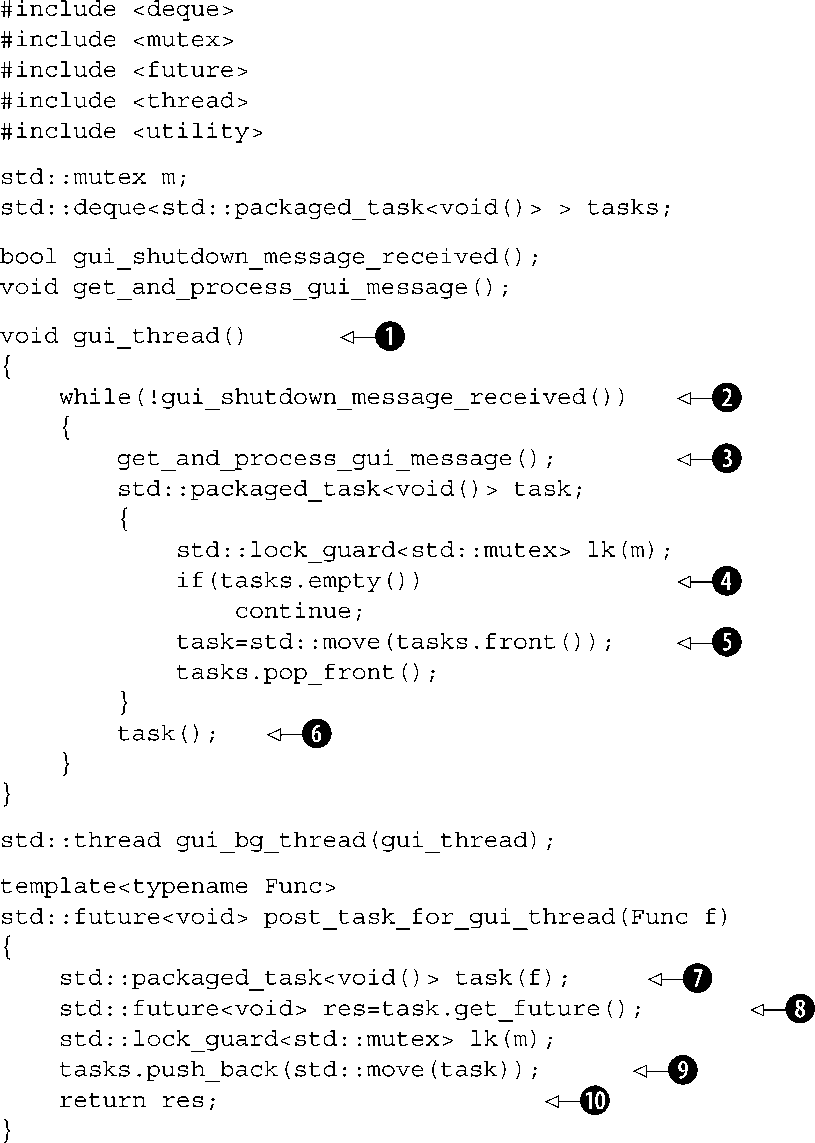 #include <deque>
#include <mutex>
#include <future>
#include <thread>
#include <utility>
std::mutex m;
std::deque<std::packaged_task<void()> > tasks;
bool gui_shutdown_message_received();
void get_and_process_gui_message();
void gui_thread() 1
{
while(!gui_shutdown_message_received()) 2
{
get_and_process_gui_message(); 3
std::packaged_task<void()> task;
{
std::lock_guard<std::mutex> lk(m);
if(tasks.empty()) 4
continue;
task=std::move(tasks.front()); 5
tasks.pop_front();
}
task(); 6
}
}
std::thread gui_bg_thread(gui_thread);
template<typename Func>
std::future<void> post_task_for_gui_thread(Func f)
{
std::packaged_task<void()> task(f); 7
std::future<void> res=task.get_future(); 8
std::lock_guard<std::mutex> lk(m);
tasks.push_back(std::move(task)); 9
return res; 10
}